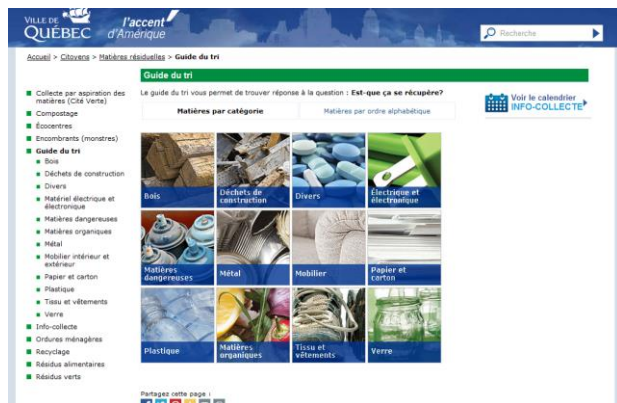 VILLE DE
QUÉBEC
l'accent
d'Amérique
Recherche
Accueil > Citoyens > Matières résiduelles > Guide du tri
Guide du tri
Le guide du tri vous permet de trouver réponse à la question : Est-que ça se récupère?
Matières par catégorie
Matières par ordre alphabétique
Voir le calendrier
INFO-COLLECTE
Collecte par aspiration des
matières (Cité Verte)
Compostage
Écocentres
Encombrants (monstres)
Guide du tri
Bois
Déchets de construction
Divers
Matériel électrique et
électronique
Matières dangereuses
Matières organiques
Métal
Mobilier intérieur et
extérieur
Papier et carton
Plastique
Tissu et vêtements
Verre
Info-collecte
Ordures ménagères
Recyclage
Résidus alimentaires
Résidus verts
Bois
Déchets de
construction
Divers
Électrique et
électronique
Matières
dangereuses
Métal
Mobilier
Papier et
carton
Plastique
Matières
organiques
Tissu et
vêtements
Verre
Partagez cette page :